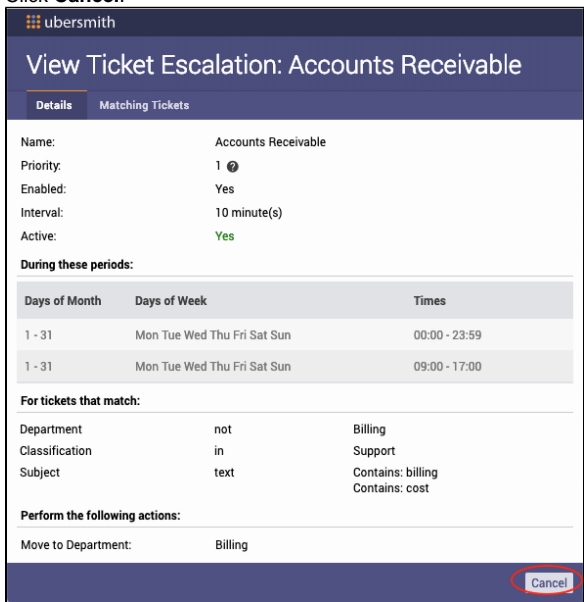 Click Cancel.
ubersmith
View Ticket Escalation: Accounts Receivable
Details Matching Tickets
Name: Accounts Receivable
Priority: 1 ?
Enabled: Yes
Interval: 10 minute(s)
Active: Yes
During these periods:
Days of Month Days of Week Times
1 - 31 Mon Tue Wed Thu Fri Sat Sun 00:00 - 23:59
1 - 31 Mon Tue Wed Thu Fri Sat Sun 09:00 - 17:00
For tickets that match:
Department not Billing
Classification in Support
Subject text Contains: billing
Contains: cost
Perform the following actions:
Move to Department: Billing
Cancel